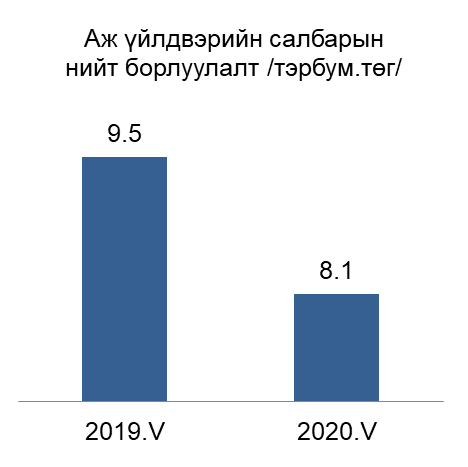 Аж үйлдвэрийн салбарын
нийт борлуулалт /тэрбум.төг/
9.5
8.1
2019.V
2020.V